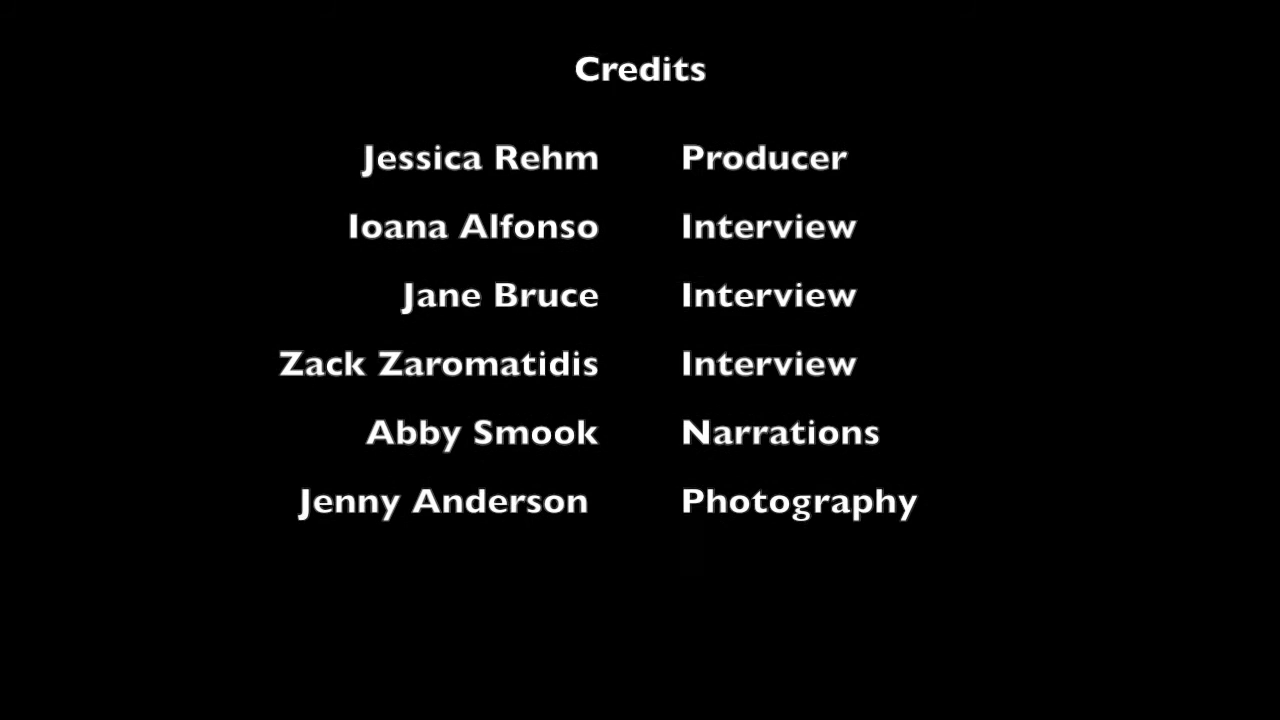 Credits
Jessica Rehm Producer
Ioana Alfonso Interview
Jane Bruce Interview
Zack Zaromatidis Interview
Abby Smook Narrations
Jenny Anderson Photography